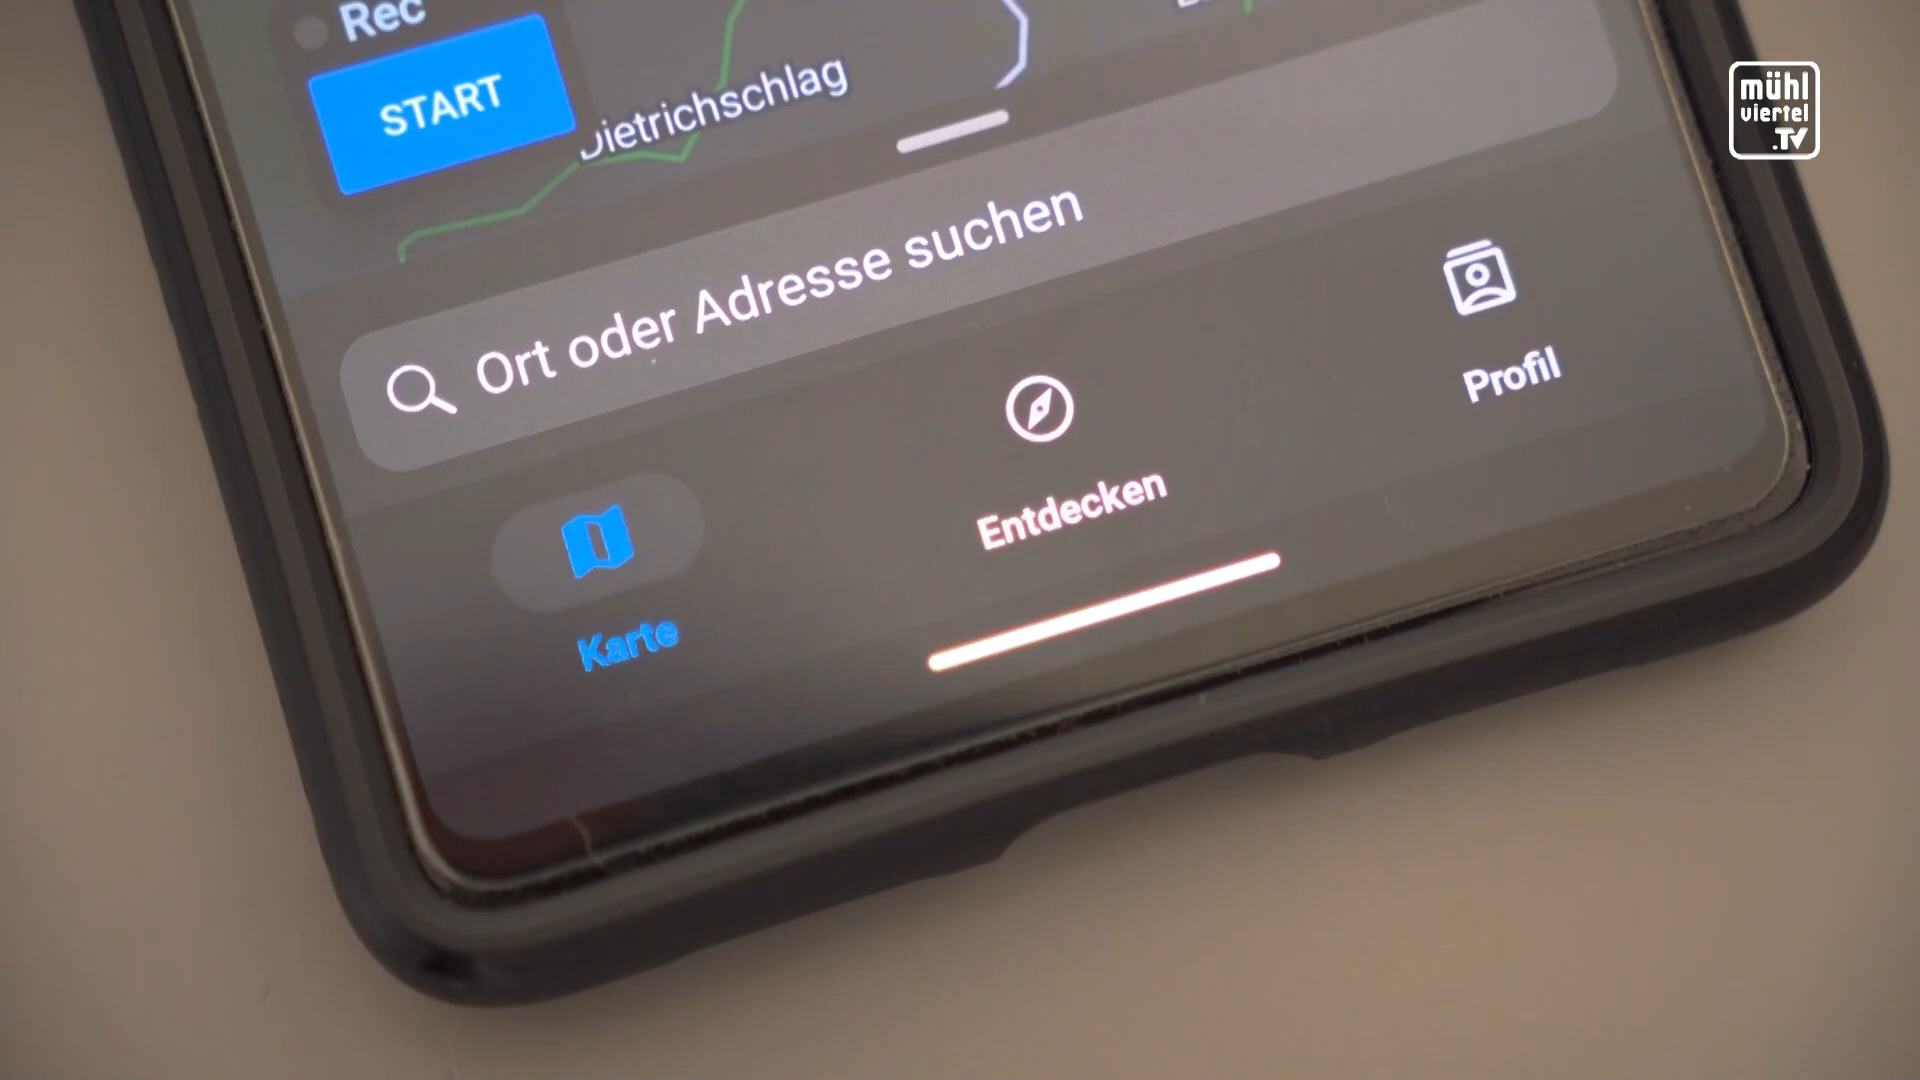 Rec
START
Dietrichschlag
Ort oder Adresse suchen
Karte
Entdecken
Profil
mühl
viertel
.TV